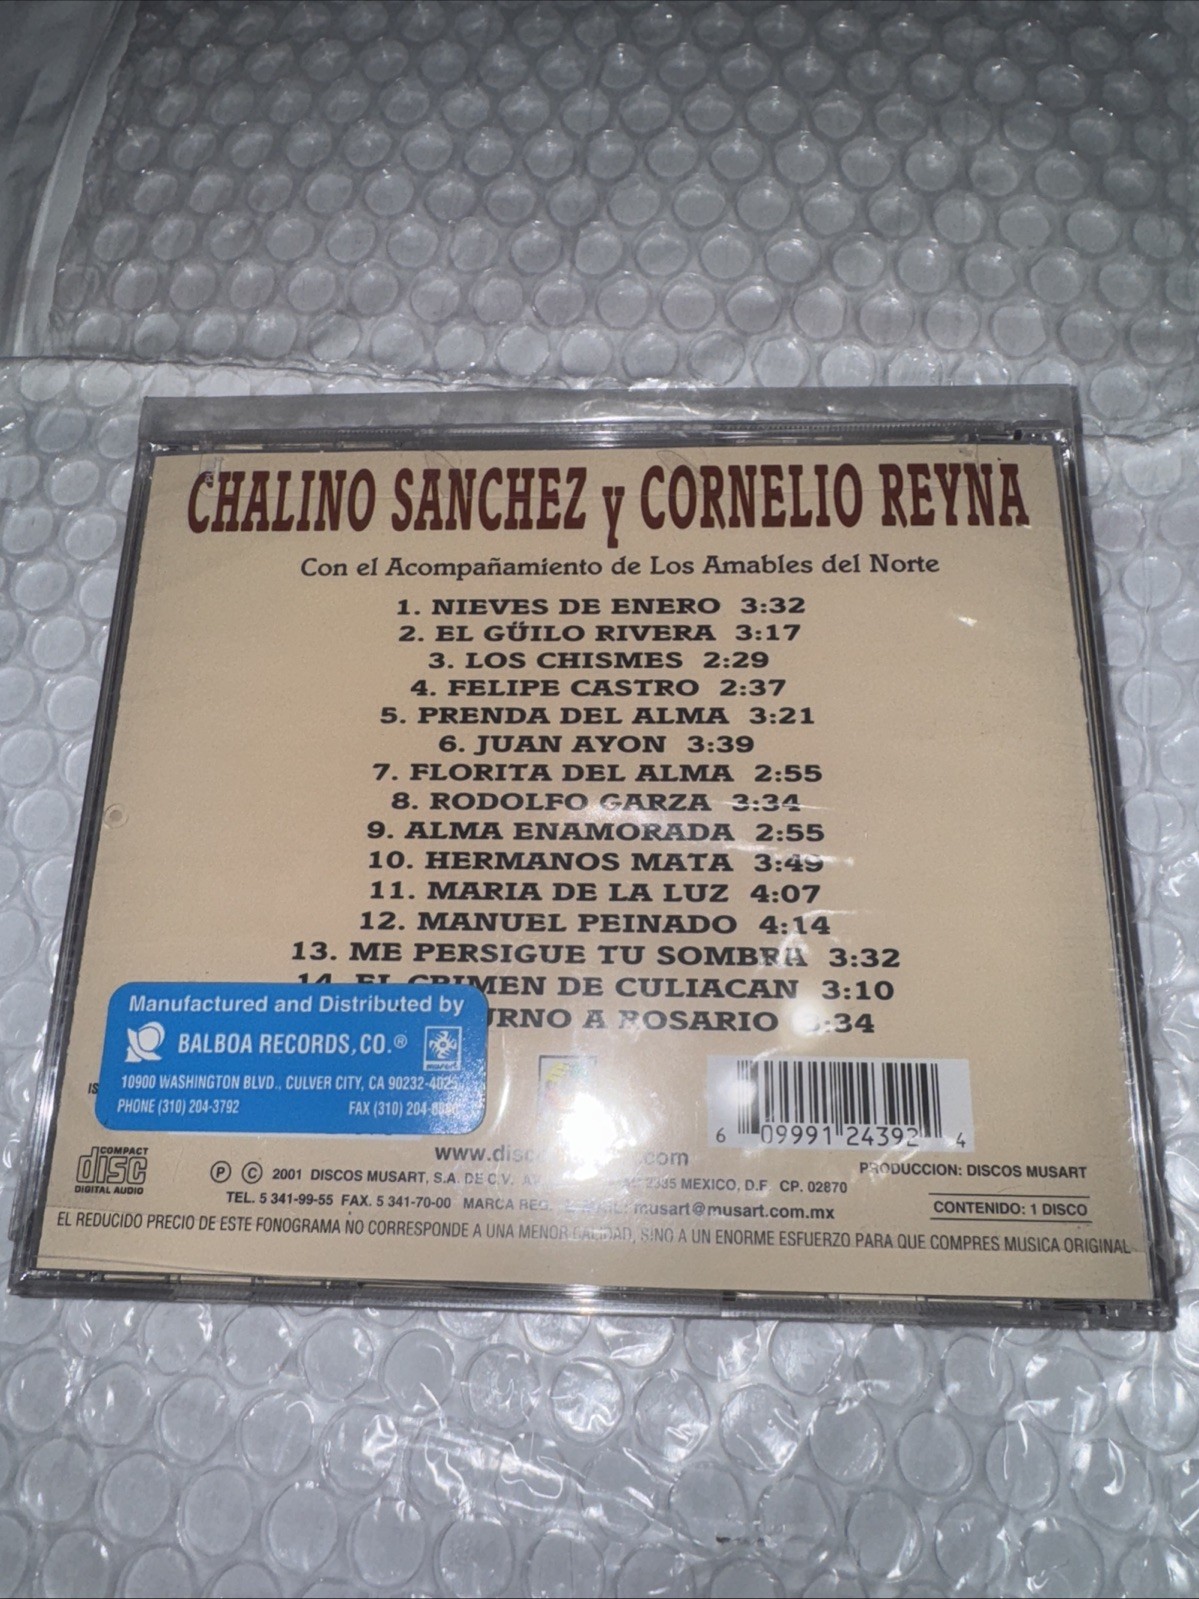 CHALINO SANCHEZ y CORNELIO REYNA
Con el Acompañamiento de Los Amables del Norte
1. NIEVES DE ENERO 3:32
2. EL GÜILO RIVERA 3:17
3. LOS CHISMES 2:29
4. FELIPE CASTRO 2:37
5. PRENDA DEL ALMA 3:21
6. JUAN AYON 3:39
7. FLORITA DEL ALMA 2:55
8. RODOLFO GARZA 3:34
9. ALMA ENAMORADA 2:55
10. HERMANOS MATA 3:49
11. MARIA DE LA LUZ 4:07
12. MANUEL PEINADO 4:14
13. ME PERSIGUE TU SOMBRA 3:32
14. EL CRIMEN DE CULIACAN 3:10
A ROSARIO
Manufactured and Distributed by
BALBOA RECORDS, CO.®
musart
10900 WASHINGTON BLVD., CULVER CITY, CA 90232-4025
PHONE (310) 204-3792 FAX (310) 204-
6 09991 24392 4
COMPACT
disc
DIGITAL AUDIO
www. .com
PRODUCCION: DISCOS MUSART
Ⓟ © 2001 DISCOS MUSART, S.A. DE C.V. MEXICO, D.F. CP. 02870
TEL. 5 341-99-55 FAX. 5 341-70-00 MARCA REG. musart@musart.com.mx
CONTENIDO: 1 DISCO
EL REDUCIDO PRECIO DE ESTE FONOGRAMA NO CORRESPONDE A UNA MENOR CALIDAD, SINO A UN ENORME ESFUERZO PARA QUE COMPRES MUSICA ORIGINAL